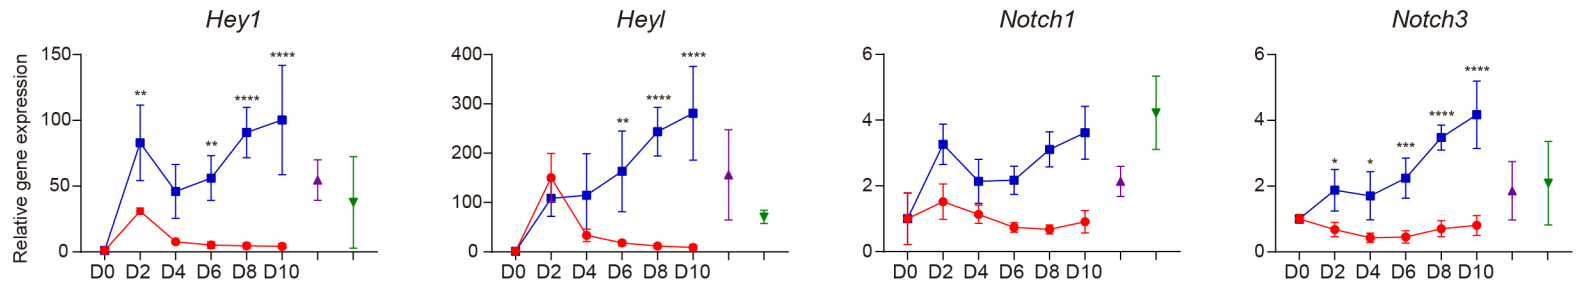 Hey1
Heyl
Notch1
Notch3
Relative gene expression
150
100
50
0
** ** **** ****
D0 D2 D4 D6 D8 D10
400
300
200
100
0
** **** ****
D0 D2 D4 D6 D8 D10
6
4
2
0
D0 D2 D4 D6 D8 D10
6
4
2
0
* * *** **** ****
D0 D2 D4 D6 D8 D10